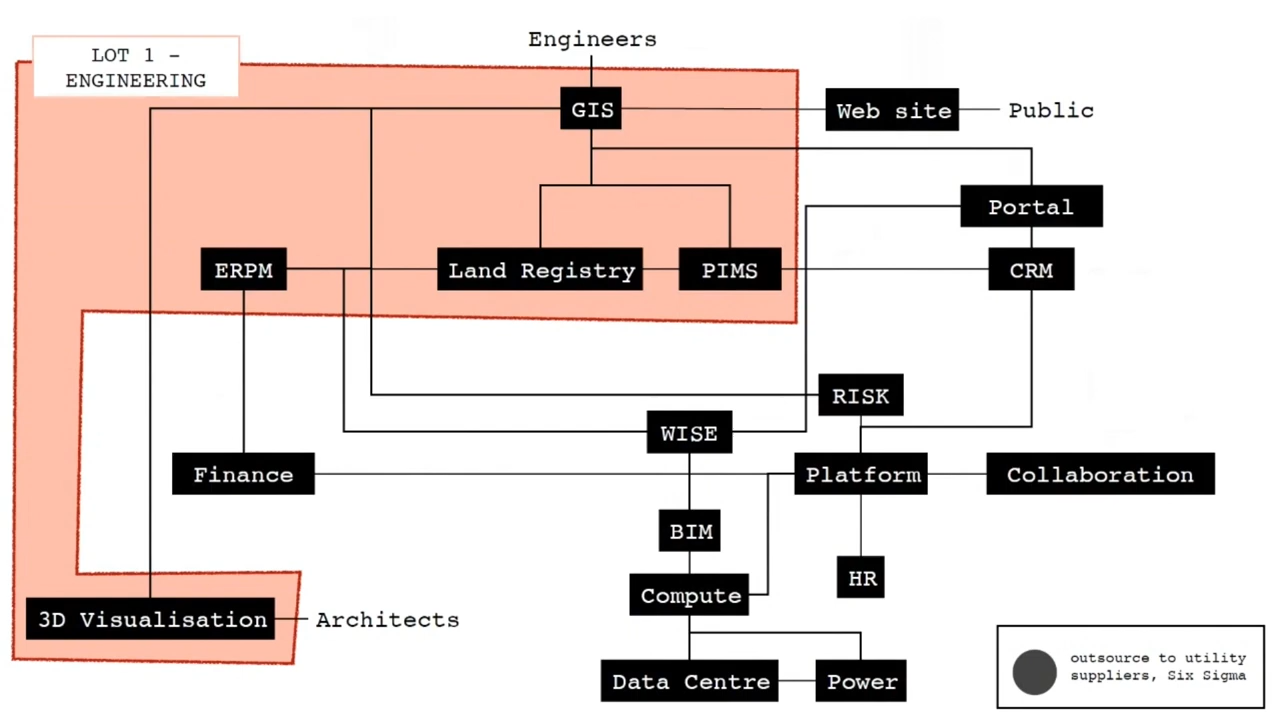 Engineers
LOT 1 –
ENGINEERING
GIS
Web site
Public
Portal
ERPM
Land Registry
PIMS
CRM
RISK
WISE
Finance
Platform
Collaboration
BIM
HR
Compute
3D Visualisation
Architects
outsource to utility
suppliers, Six Sigma
Data Centre
Power